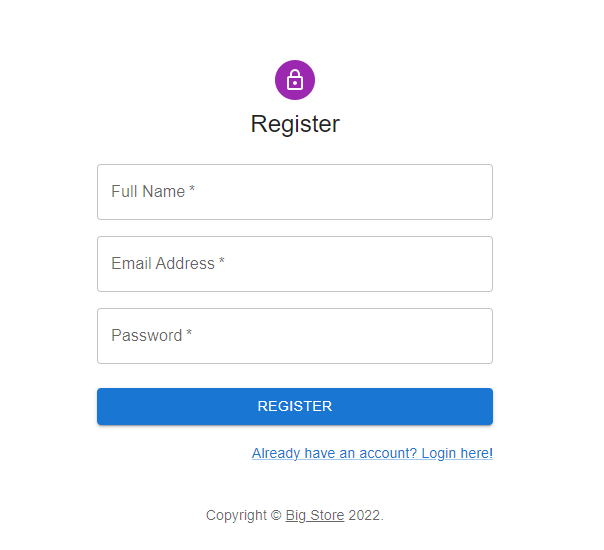 Register
Full Name *
Email Address *
Password *
REGISTER
Already have an account? Login here!
Copyright © Big Store 2022.